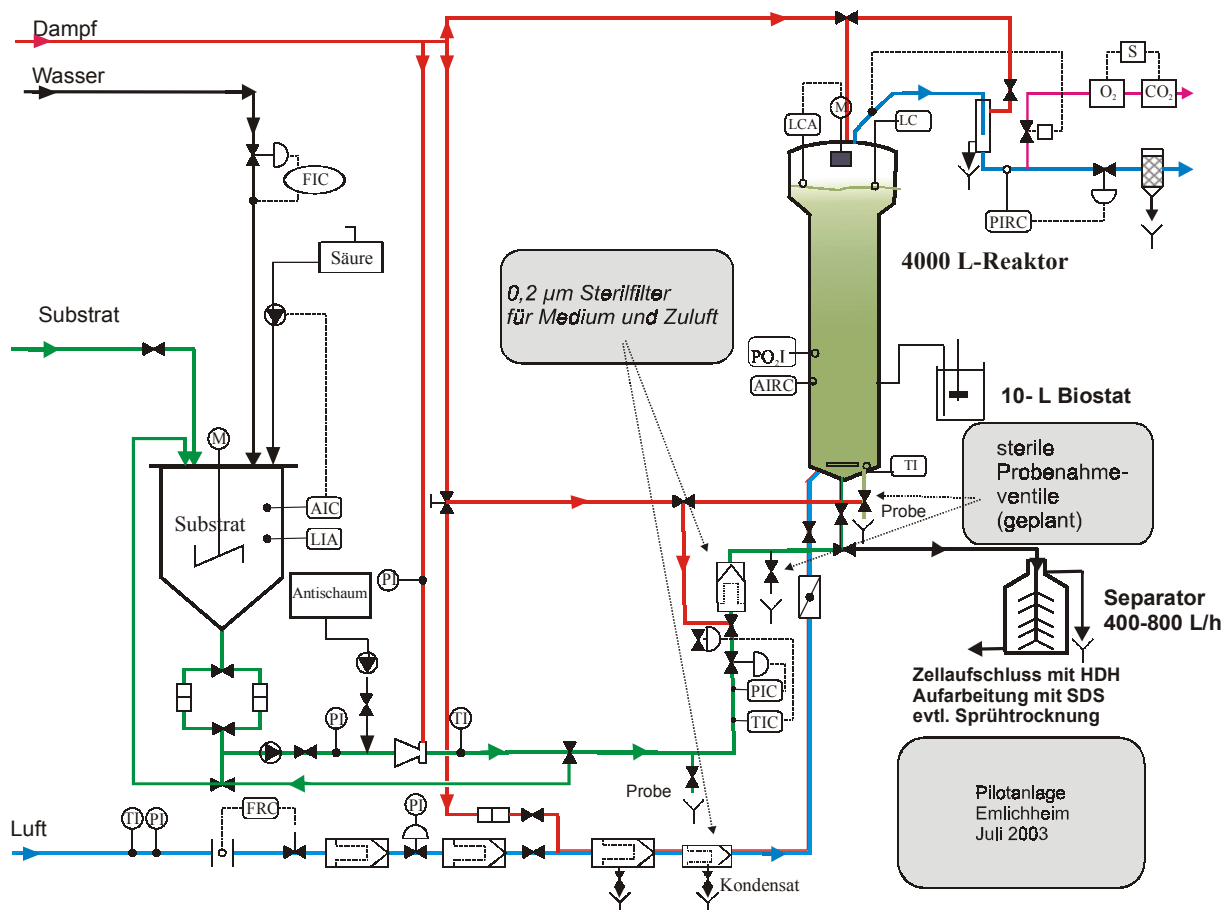 Dampf
Wasser
FIC
Säure
Substrat
M
AIC
Substrat
LIA
Antischaum
PI
PI
TI
TI
PI
FRC
PI
Luft
Probe
Kondensat
0,2 µm Sterilfilter
für Medium und Zuluft
LCA
M
LC
S
O2
CO2
PIRC
4000 L-Reaktor
PO2I
AIRC
TI
10- L Biostat
Probe
sterile
Probenahme-
ventile
(geplant)
PIC
TIC
Separator
400-800 L/h
Zellaufschluss mit HDH
Aufarbeitung mit SDS
evtl. Sprühtrocknung
Pilotanlage
Emlichheim
Juli 2003